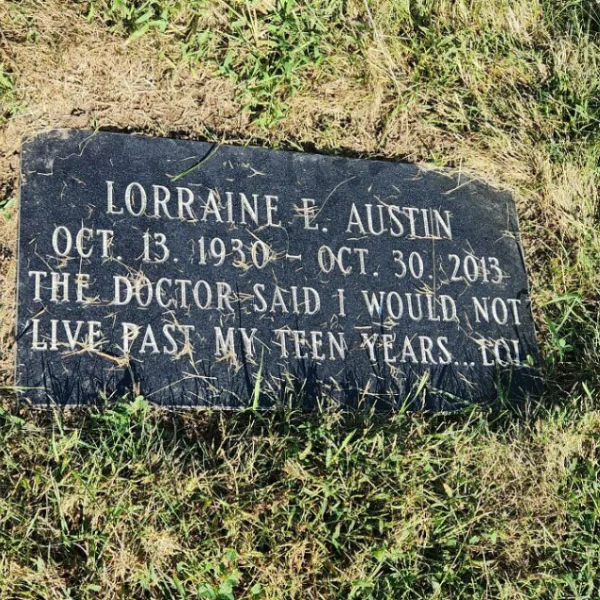 LORRAINE E. AUSTIN
OCT. 13. 1930 - OCT. 30. 2013
THE DOCTOR SAID I WOULD NOT
LIVE PAST MY TEEN YEARS... LOL